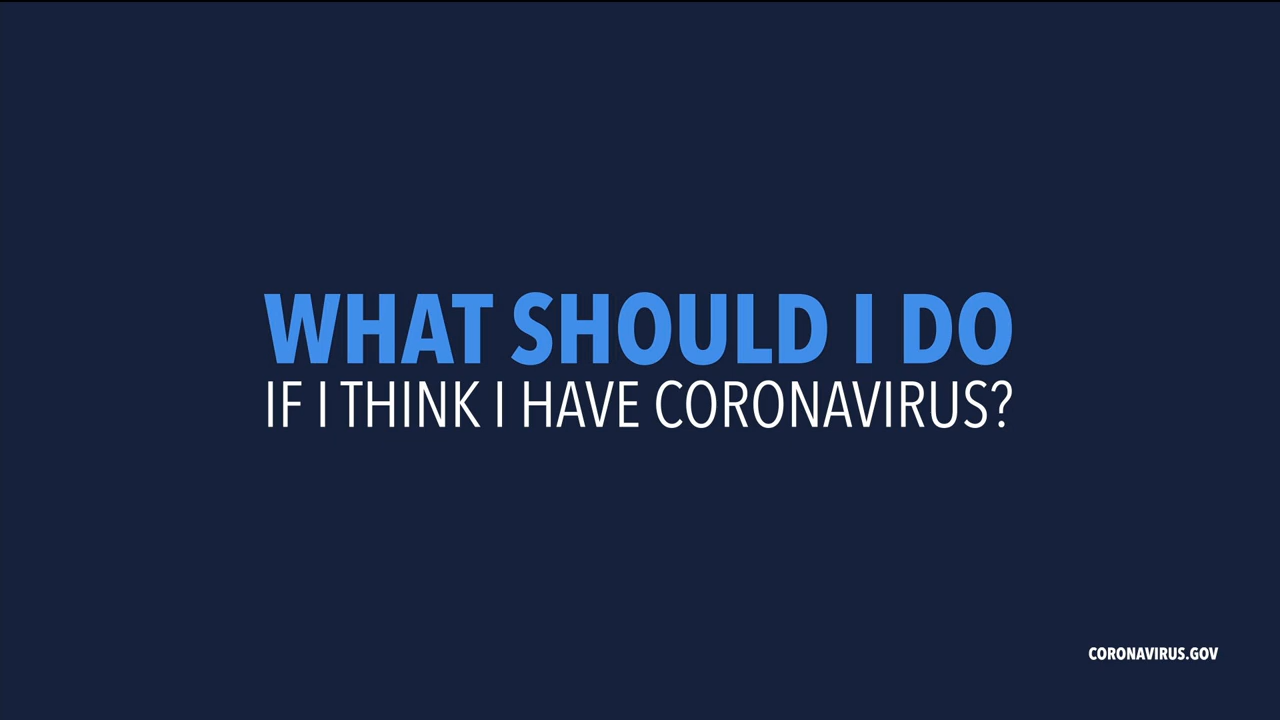 WHAT SHOULD I DO
IF I THINK I HAVE CORONAVIRUS?
CORONAVIRUS.GOV